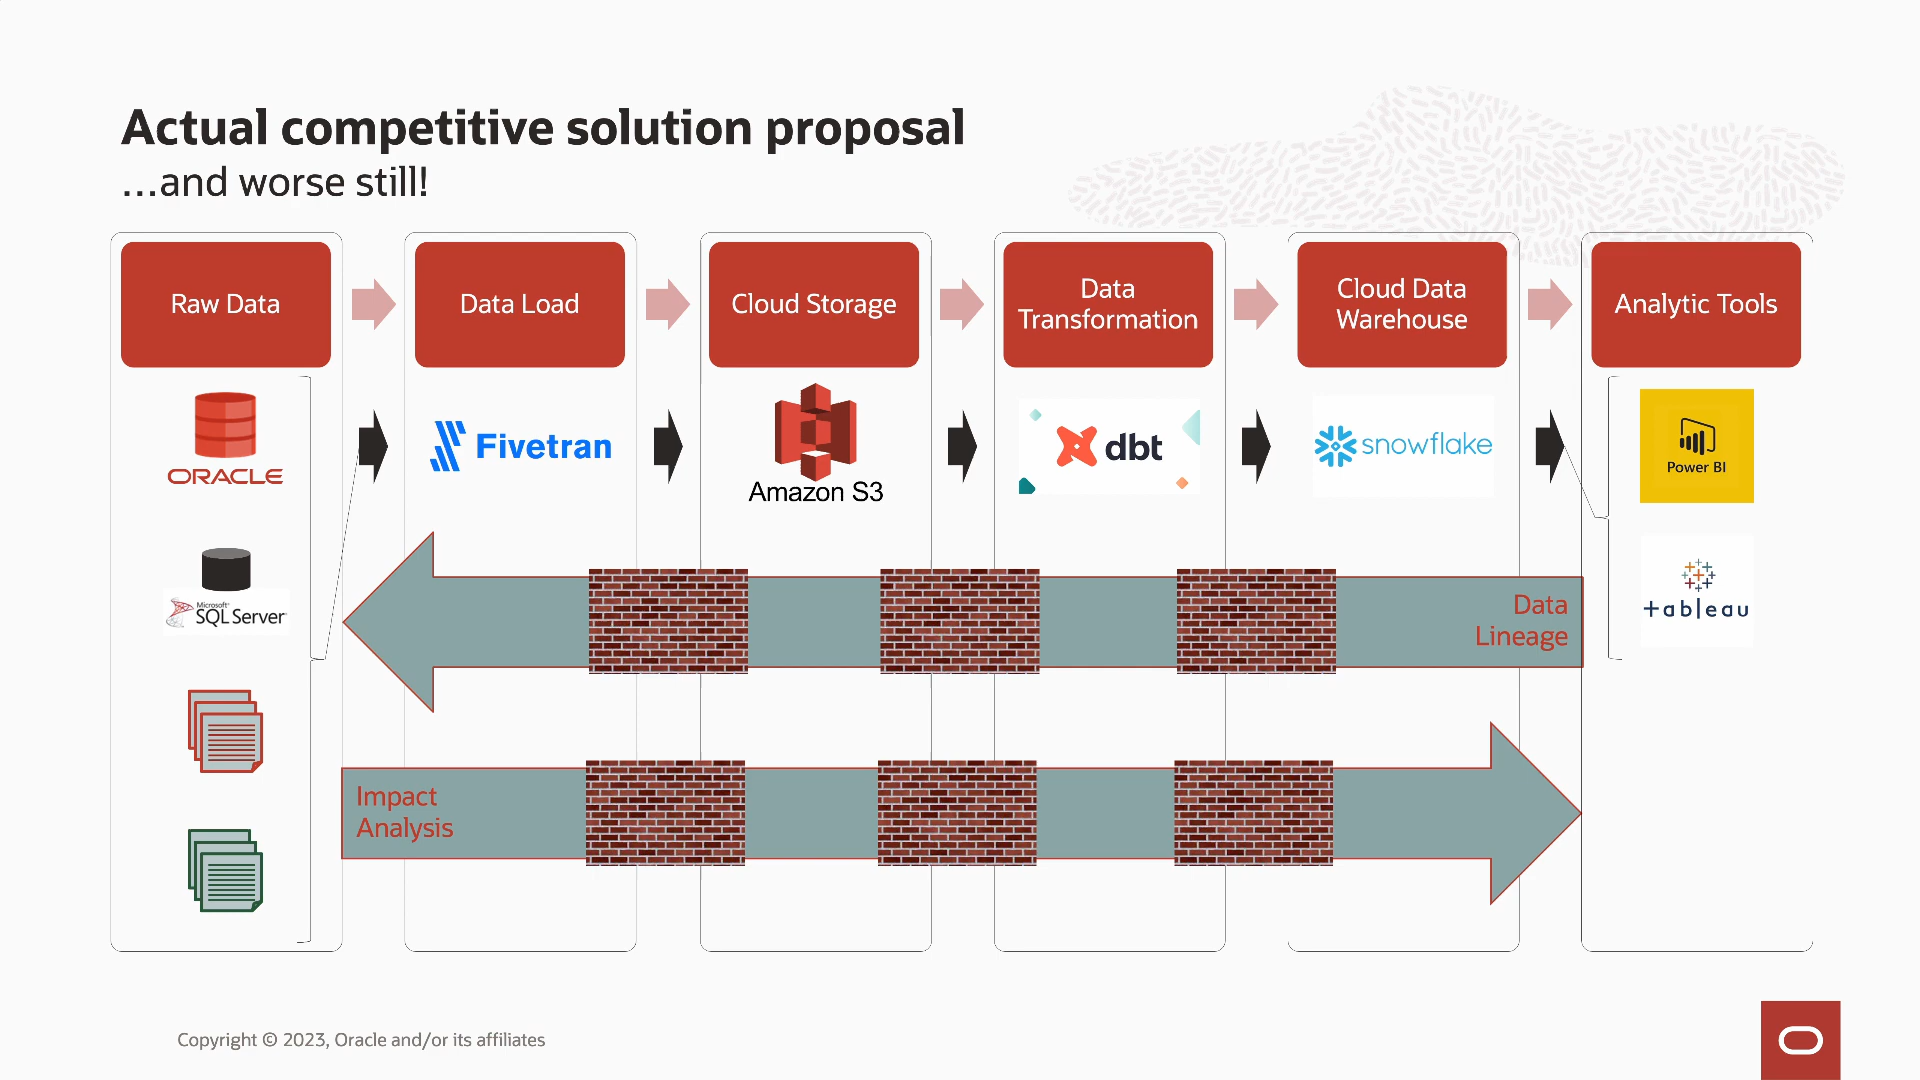 Actual competitive solution proposal
...and worse still!
Raw Data
Data Load
Cloud Storage
Data
Transformation
Cloud Data
Warehouse
Analytic Tools
ORACLE
Fivetran
Amazon S3
dbt
snowflake
Power BI
Microsoft
SQL Server
tableau
Data
Lineage
Impact
Analysis
Copyright © 2023, Oracle and/or its affiliates